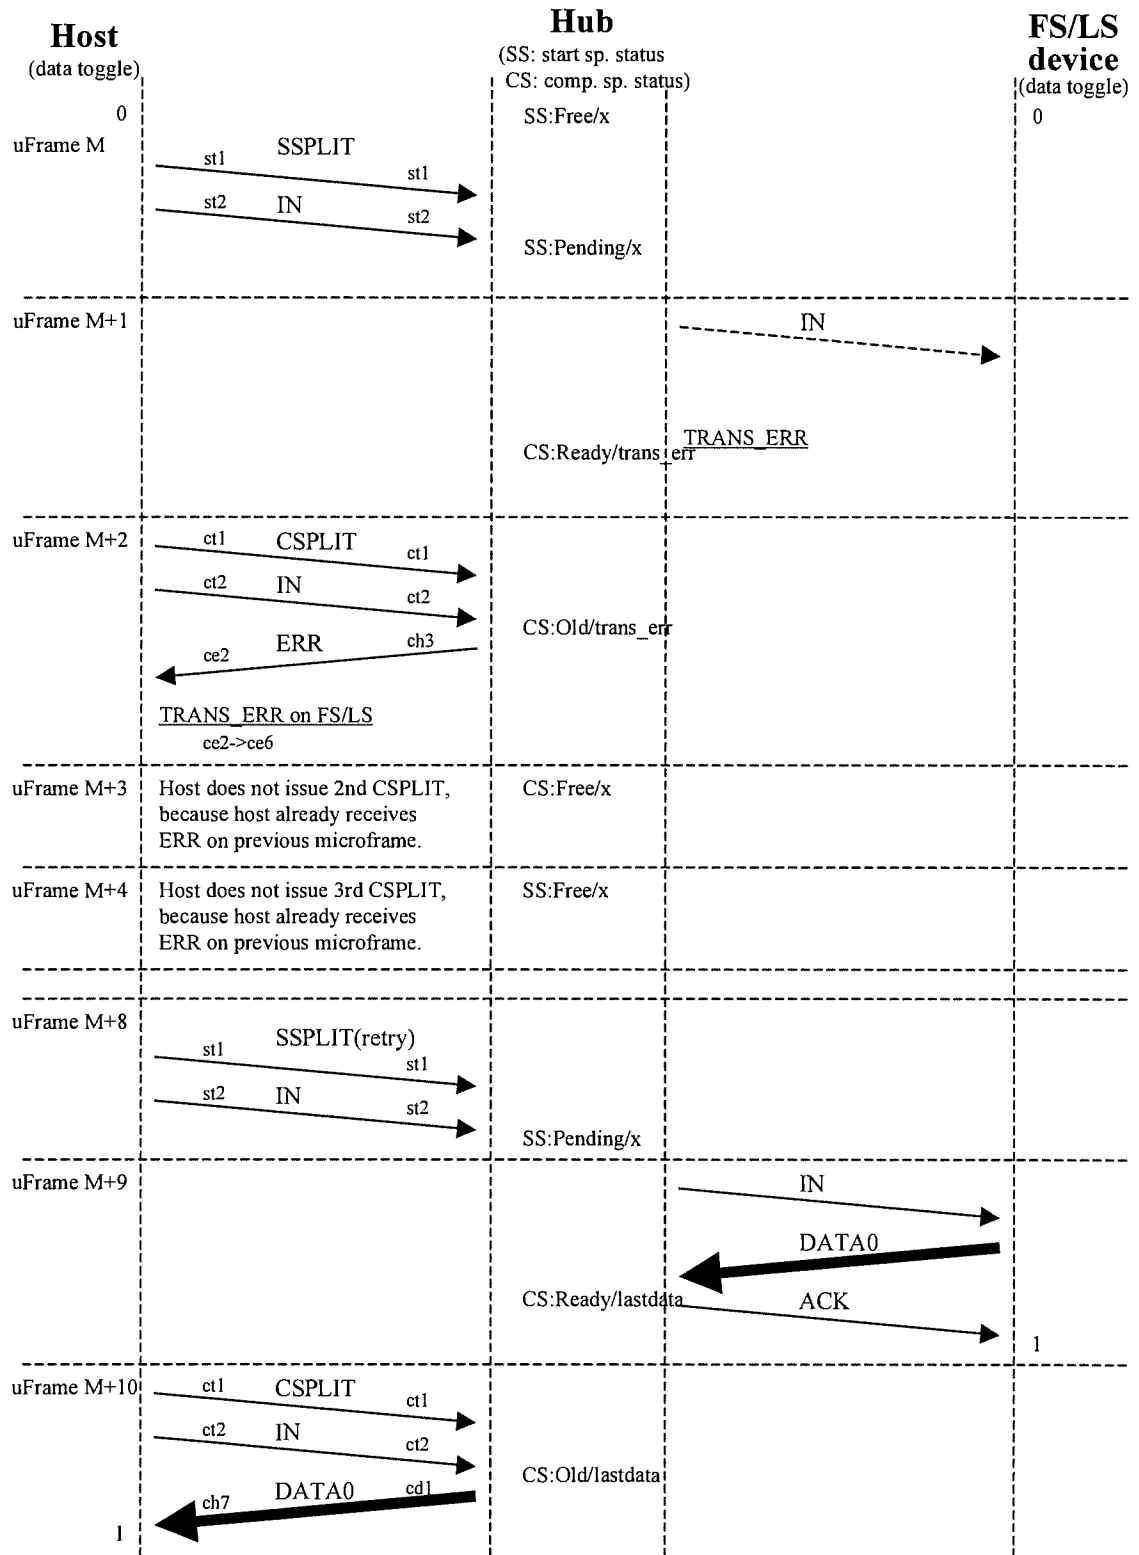 Host
(data toggle)
Hub
(SS: start sp. status
CS: comp. sp. status)
FS/LS
device
(data toggle)
0
SS:Free/x
0
uFrame M
st1 SSPLIT st1
st2 IN st2
SS:Pending/x
uFrame M+1
IN
CS:Ready/trans_err
TRANS_ERR
uFrame M+2
ct1 CSPLIT ct1
ct2 IN ct2
CS:Old/trans_err
ce2 ERR ch3
TRANS_ERR on FS/LS
ce2->ce6
uFrame M+3
Host does not issue 2nd CSPLIT,
because host already receives
ERR on previous microframe.
CS:Free/x
uFrame M+4
Host does not issue 3rd CSPLIT,
because host already receives
ERR on previous microframe.
SS:Free/x
uFrame M+8
st1 SSPLIT(retry) st1
st2 IN st2
SS:Pending/x
uFrame M+9
IN
DATA0
CS:Ready/lastdata
ACK
1
uFrame M+10
ct1 CSPLIT ct1
ct2 IN ct2
CS:Old/lastdata
ch7 DATA0 cd1
1